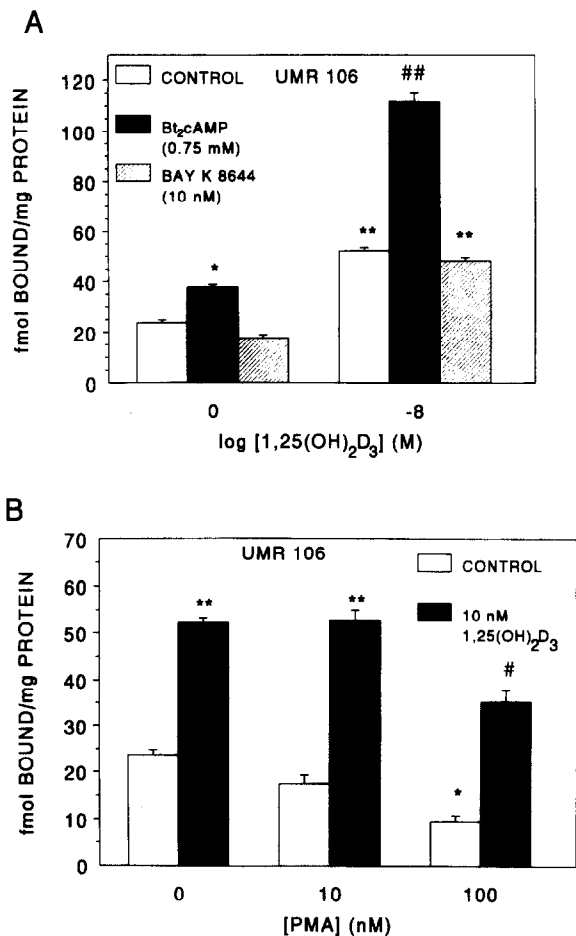 A
CONTROL
UMR 106
Bt₂cAMP
(0.75 mM)
BAY K 8644
(10 nM)
##
*
**
**
fmol BOUND/mg PROTEIN
120
100
80
60
40
20
0
0
-8
log [1,25(OH)₂D₃] (M)
B
UMR 106
CONTROL
10 nM
1,25(OH)₂D₃
**
**
*
#
fmol BOUND/mg PROTEIN
70
60
50
40
30
20
10
0
0
10
100
[PMA] (nM)